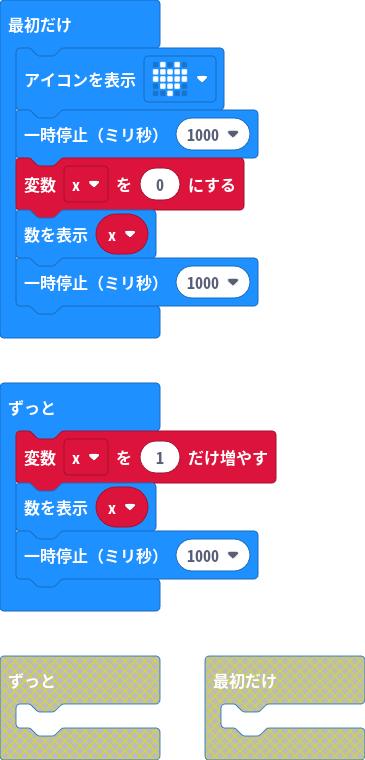 最初だけ
アイコンを表示
一時停止（ミリ秒） 1000
変数 x を 0 にする
数を表示 x
一時停止（ミリ秒） 1000
ずっと
変数 x を 1 だけ増やす
数を表示 x
一時停止（ミリ秒） 1000
ずっと 最初だけ